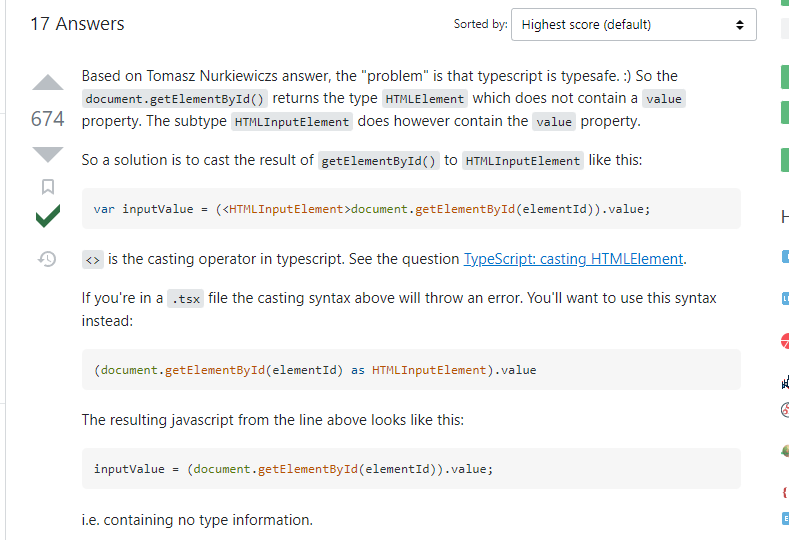 17 Answers
Sorted by:
Highest score (default)
Based on Tomasz Nurkiewiczs answer, the "problem" is that typescript is typesafe. :) So the
document.getElementById() returns the type HTMLElement which does not contain a value
674
property. The subtype HTMLInputElement does however contain the value property.
So a solution is to cast the result of getElementById() to HTMLInputElement like this:
var inputValue = (<HTMLInputElement>document.getElementById(elementId)).value;
<> is the casting operator in typescript. See the question TypeScript: casting HTMLElement.
If you're in a .tsx file the casting syntax above will throw an error. You'll want to use this syntax
instead:
(document.getElementById(elementId) as HTMLInputElement).value
The resulting javascript from the line above looks like this:
inputValue = (document.getElementById(elementId)).value;
i.e. containing no type information.